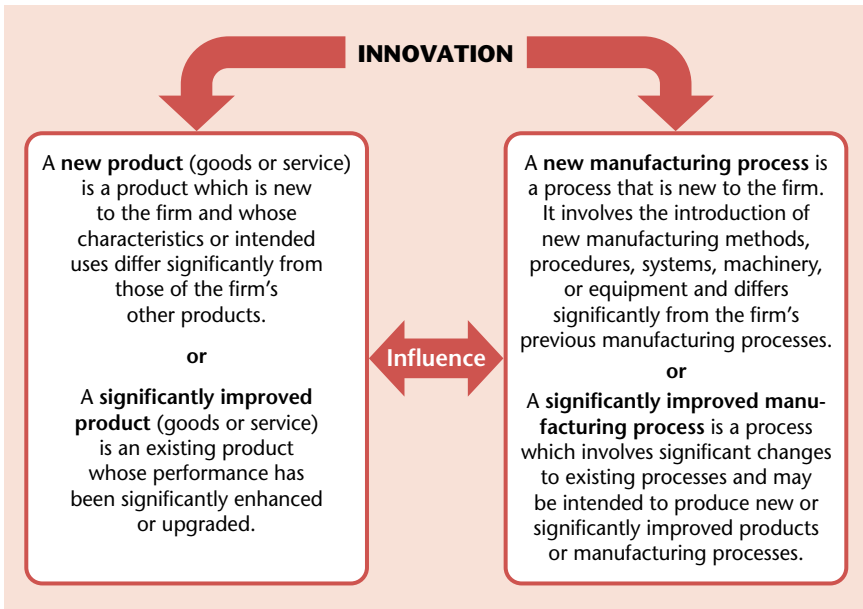 INNOVATION
A new product (goods or service)
is a product which is new
to the firm and whose
characteristics or intended
uses differ significantly from
those of the firm's
other products.
or
A significantly improved
product (goods or service)
is an existing product
whose performance has
been significantly enhanced
or upgraded.
Influence
A new manufacturing process is
a process that is new to the firm.
It involves the introduction of
new manufacturing methods,
procedures, systems, machinery,
or equipment and differs
significantly from the firm's
previous manufacturing processes.
or
A significantly improved manu-
facturing process is a process
which involves significant changes
to existing processes and may
be intended to produce new or
significantly improved products
or manufacturing processes.